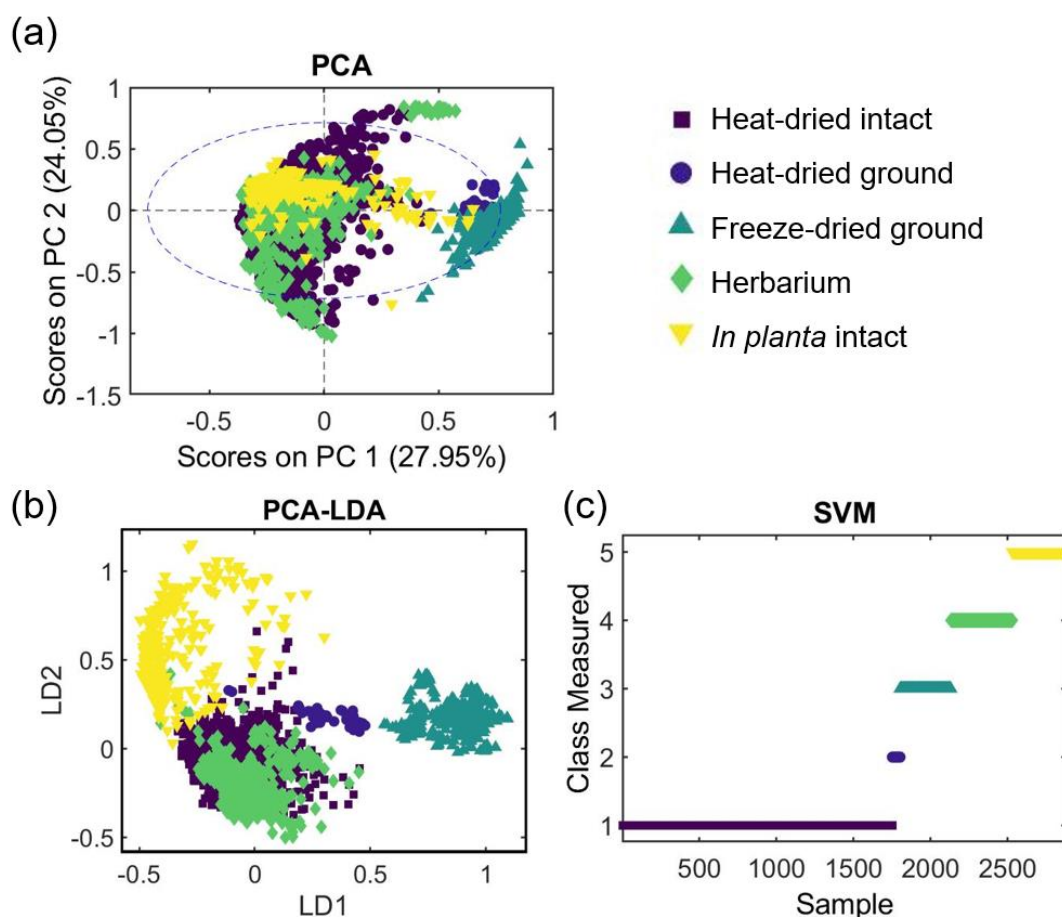 (a)
PCA
Scores on PC 2 (24.05%)
1
0.5
0
-0.5
-1
-1.5
-0.5
0
0.5
1
Scores on PC 1 (27.95%)
Heat-dried intact
Heat-dried ground
Freeze-dried ground
Herbarium
In planta intact
(b)
PCA-LDA
LD2
1
0.5
0
-0.5
-0.5
0
0.5
1
LD1
(c)
SVM
Class Measured
5
4
3
2
1
500
1000
1500
2000
2500
Sample